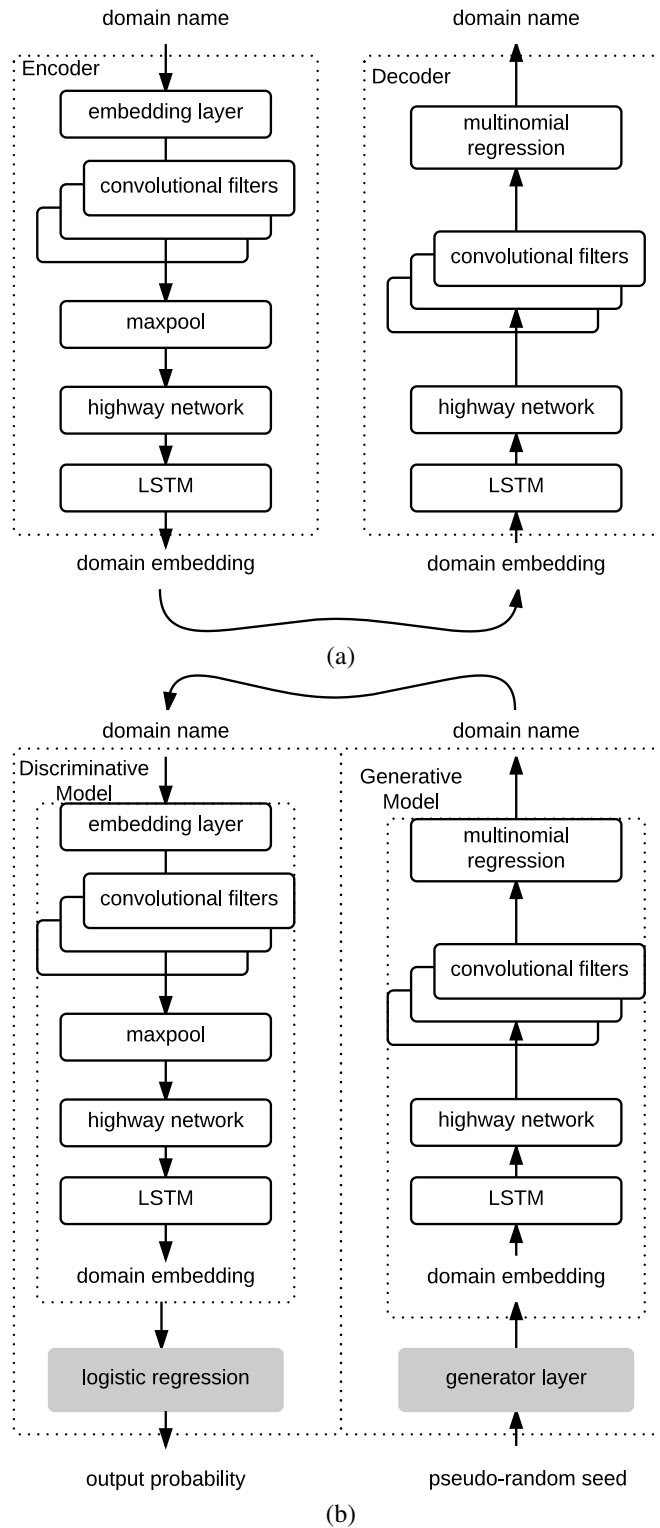 domain name
Encoder
embedding layer
convolutional filters
maxpool
highway network
LSTM
domain embedding
domain name
Decoder
multinomial
regression
convolutional filters
highway network
LSTM
domain embedding
(a)
domain name
Discriminative
Model
embedding layer
convolutional filters
maxpool
highway network
LSTM
domain embedding
logistic regression
output probability
domain name
Generative
Model
multinomial
regression
convolutional filters
highway network
LSTM
domain embedding
generator layer
pseudo-random seed
(b)